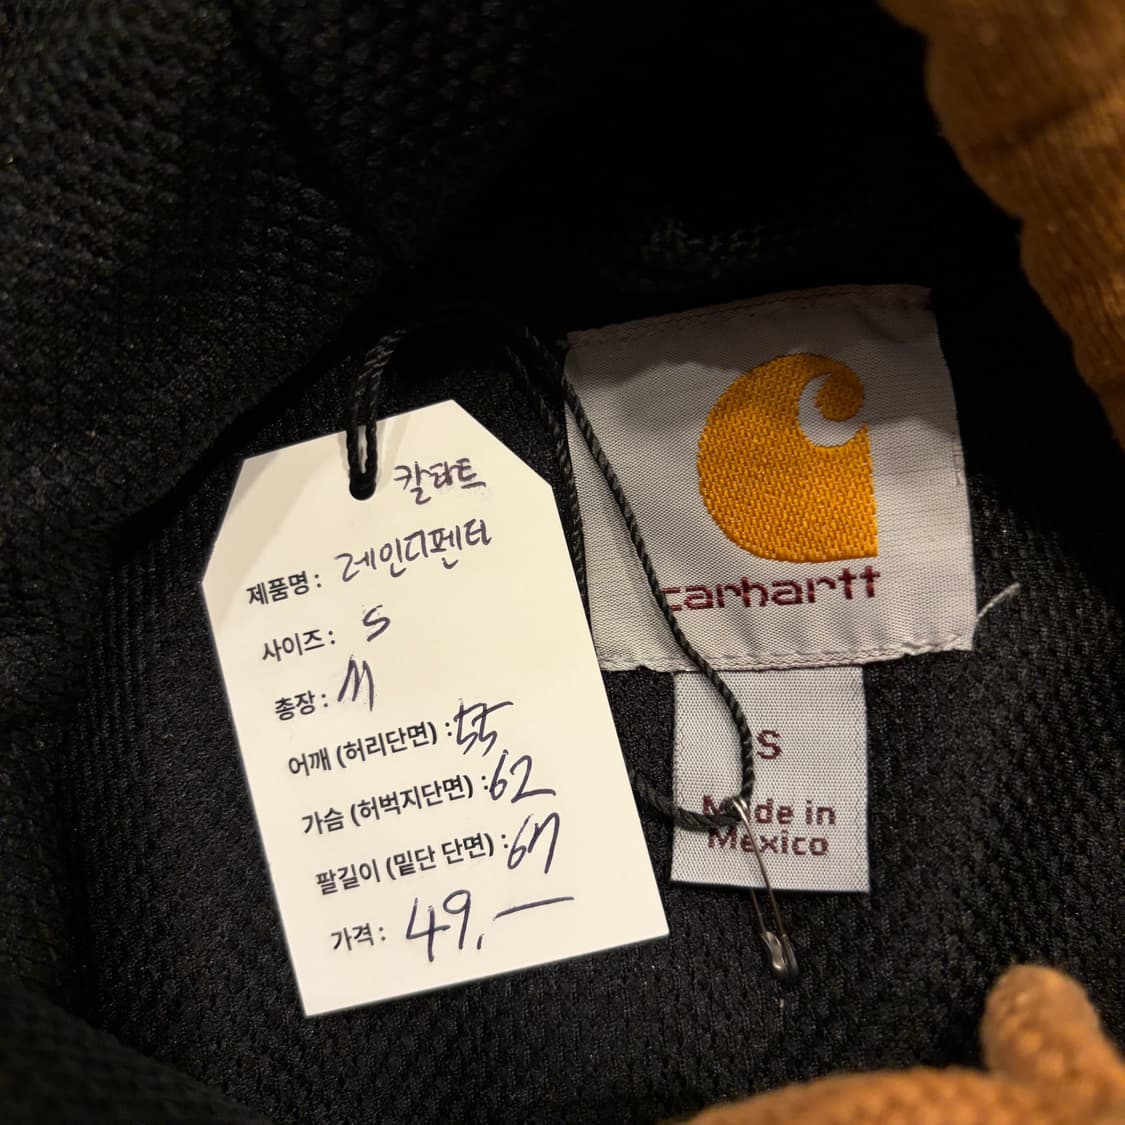 칼하트
제품명 : 레인디펜터
사이즈 : S
총장 : 71
어깨 (허리단면) : 55
가슴 (허벅지단면) : 62
팔길이 (밑단 단면) : 67
가격 : 49,—
carhartt
S
Made in
Mexico